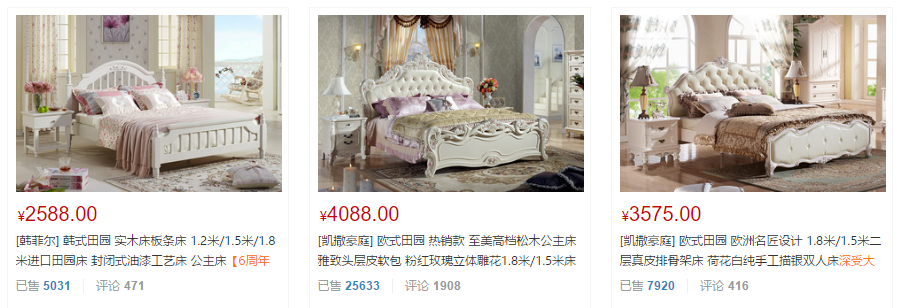 ¥2588.00
[韩菲尔] 韩式田园 实木床板条床 1.2米/1.5米/1.8
米进口田园床 封闭式油漆工艺床 公主床【6周年
已售 5031 评论 471
¥4088.00
[凯撒豪庭] 欧式田园 热销款 至美高档松木公主床
雅致头层皮软包 粉红玫瑰立体雕花1.8米/1.5米床
已售 25633 评论 1908
¥3575.00
[凯撒豪庭] 欧式田园 欧洲名匠设计 1.8米/1.5米二
层真皮排骨架床 荷花白纯手工描银双人床深受大
已售 7920 评论 416